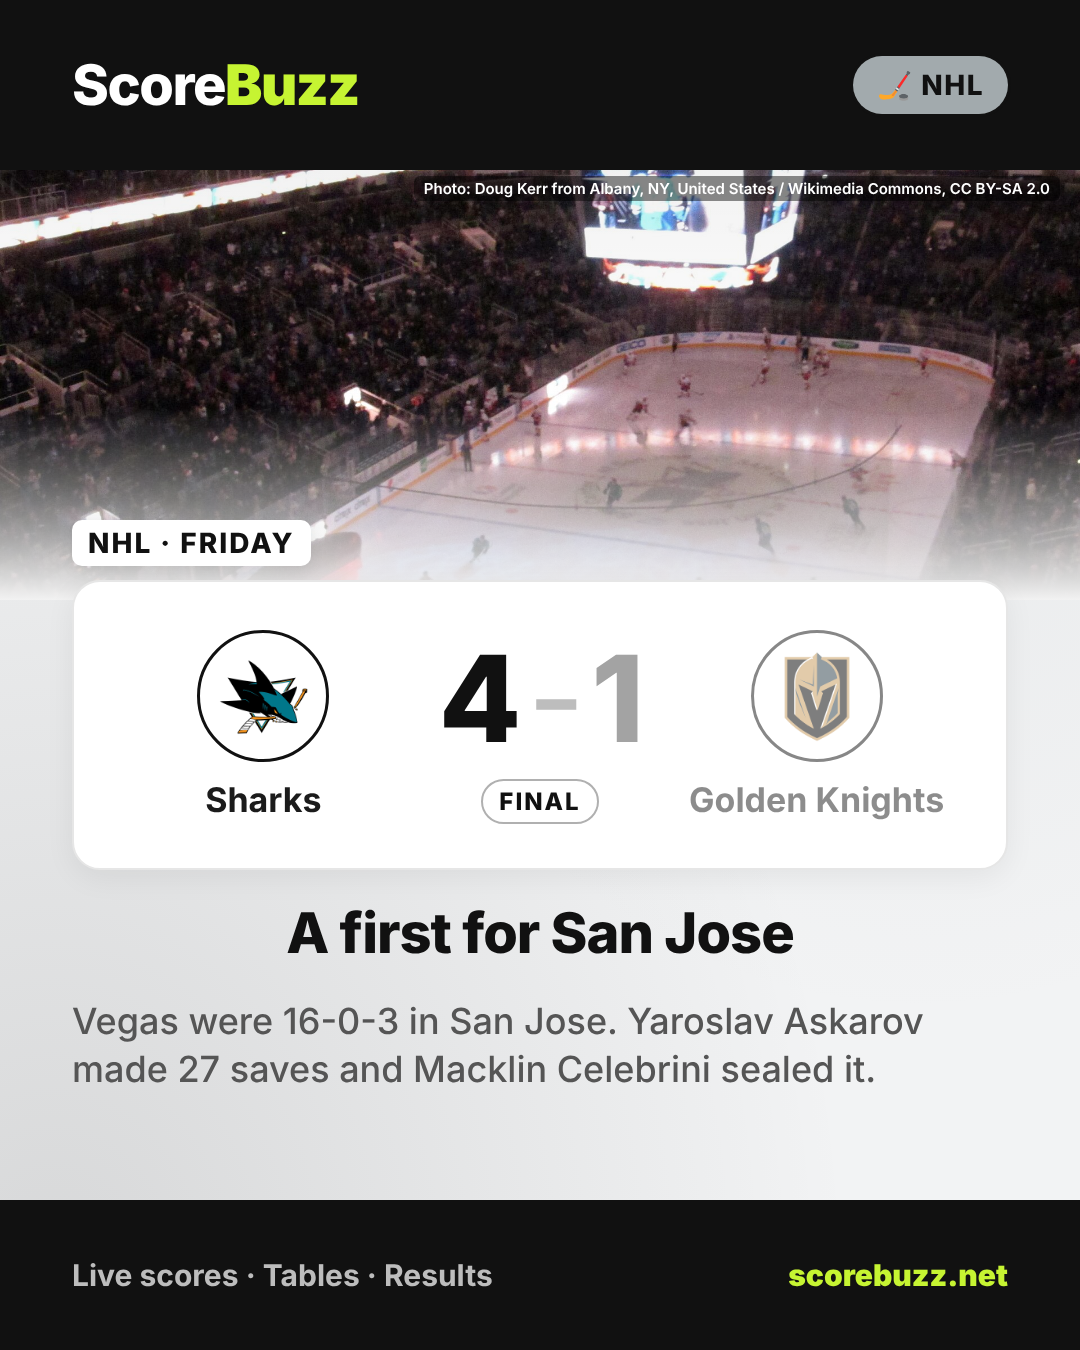 ScoreBuzz
NHL
Photo: Doug Kerr from Albany, NY, United States / Wikimedia Commons, CC BY-SA 2.0
GEICO
NHL · FRIDAY
4-1
Sharks
FINAL
Golden Knights
A first for San Jose
Vegas were 16-0-3 in San Jose. Yaroslav Askarov
made 27 saves and Macklin Celebrini sealed it.
Live scores · Tables · Results
scorebuzz.net